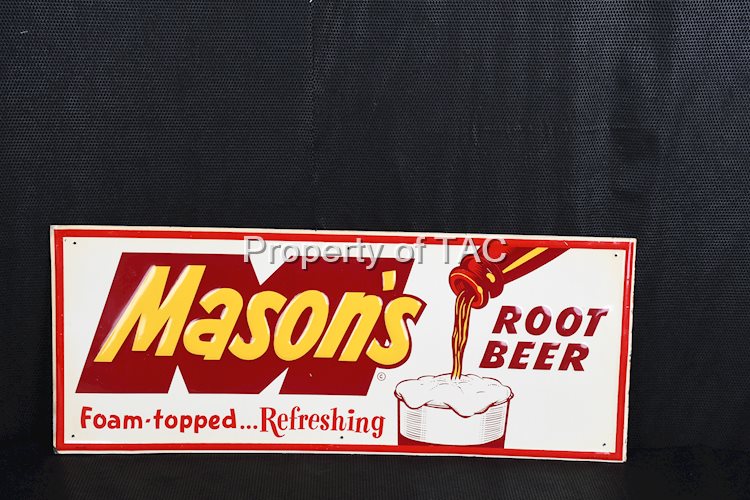 Property of TAC
M
Mason's
ROOT
BEER
©
Foam-topped...Refreshing